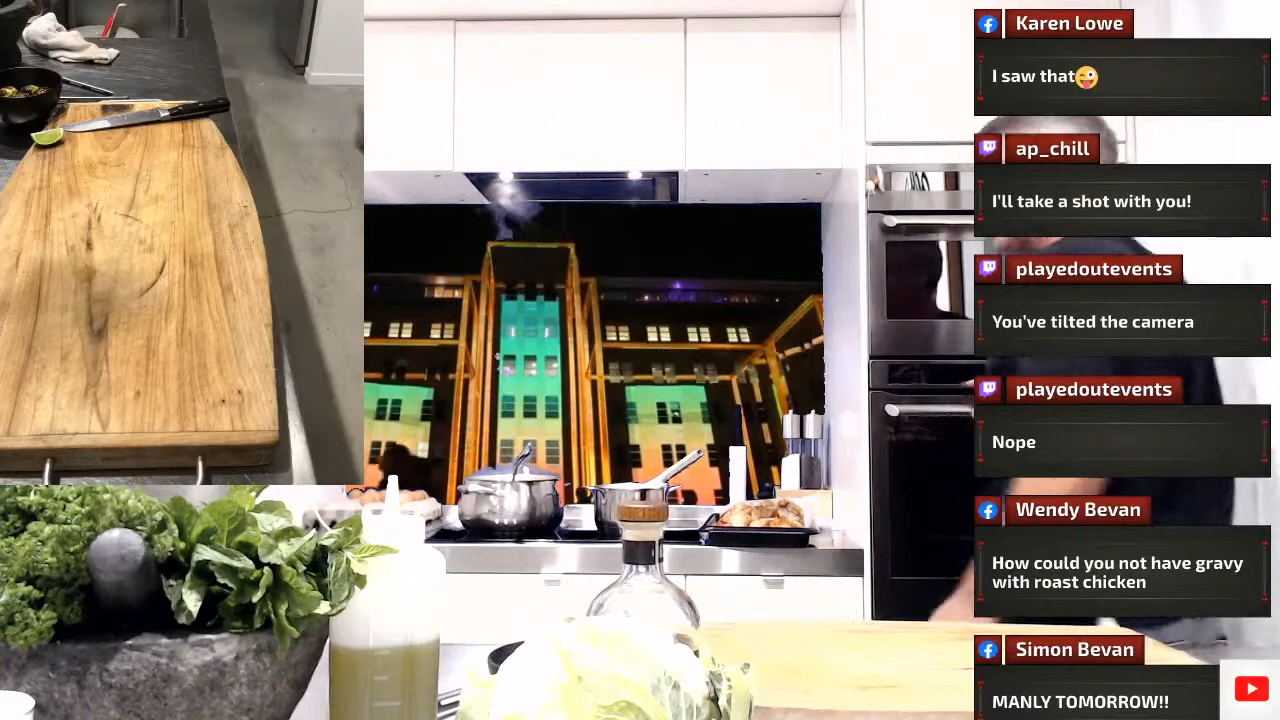 Karen Lowe
I saw that😜
ap_chill
I'll take a shot with you!
playedoutevents
You've tilted the camera
playedoutevents
Nope
Wendy Bevan
How could you not have gravy
with roast chicken
Simon Bevan
MANLY TOMORROW!!